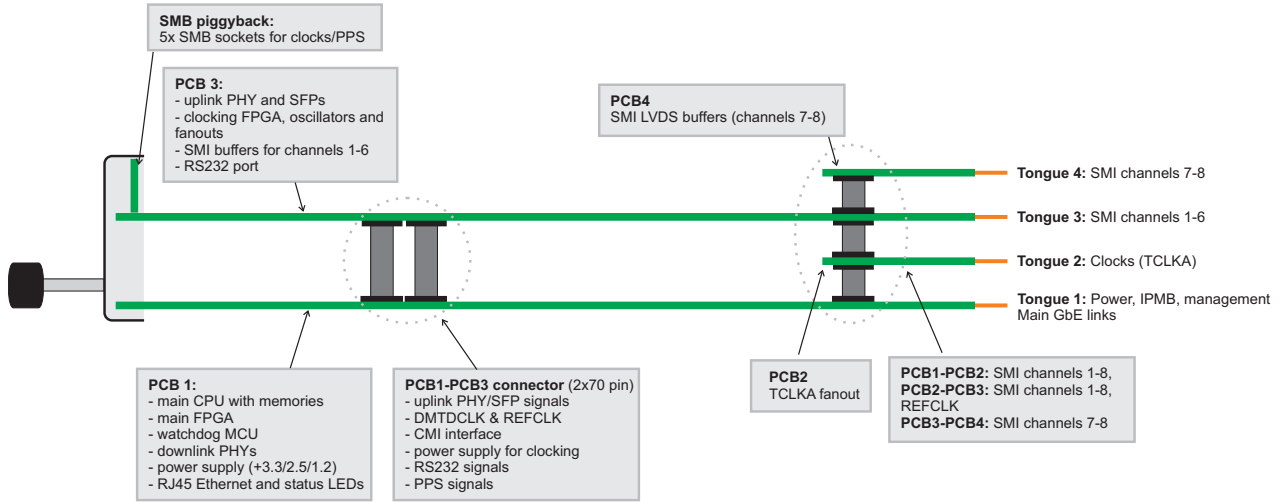 SMB piggyback:
5x SMB sockets for clocks/PPS
PCB 3:
- uplink PHY and SFPs
- clocking FPGA, oscillators and
fanouts
- SMI buffers for channels 1-6
- RS232 port
PCB4
SMI LVDS buffers (channels 7-8)
Tongue 4: SMI channels 7-8
Tongue 3: SMI channels 1-6
Tongue 2: Clocks (TCLKA)
Tongue 1: Power, IPMB, management
Main GbE links
PCB 1:
- main CPU with memories
- main FPGA
- watchdog MCU
- downlink PHYs
- power supply (+3.3/2.5/1.2)
- RJ45 Ethernet and status LEDs
PCB1-PCB3 connector (2x70 pin)
- uplink PHY/SFP signals
- DMTDCLK & REFCLK
- CMI interface
- power supply for clocking
- RS232 signals
- PPS signals
PCB2
TCLKA fanout
PCB1-PCB2: SMI channels 1-8,
PCB2-PCB3: SMI channels 1-8,
REFCLK
PCB3-PCB4: SMI channels 7-8